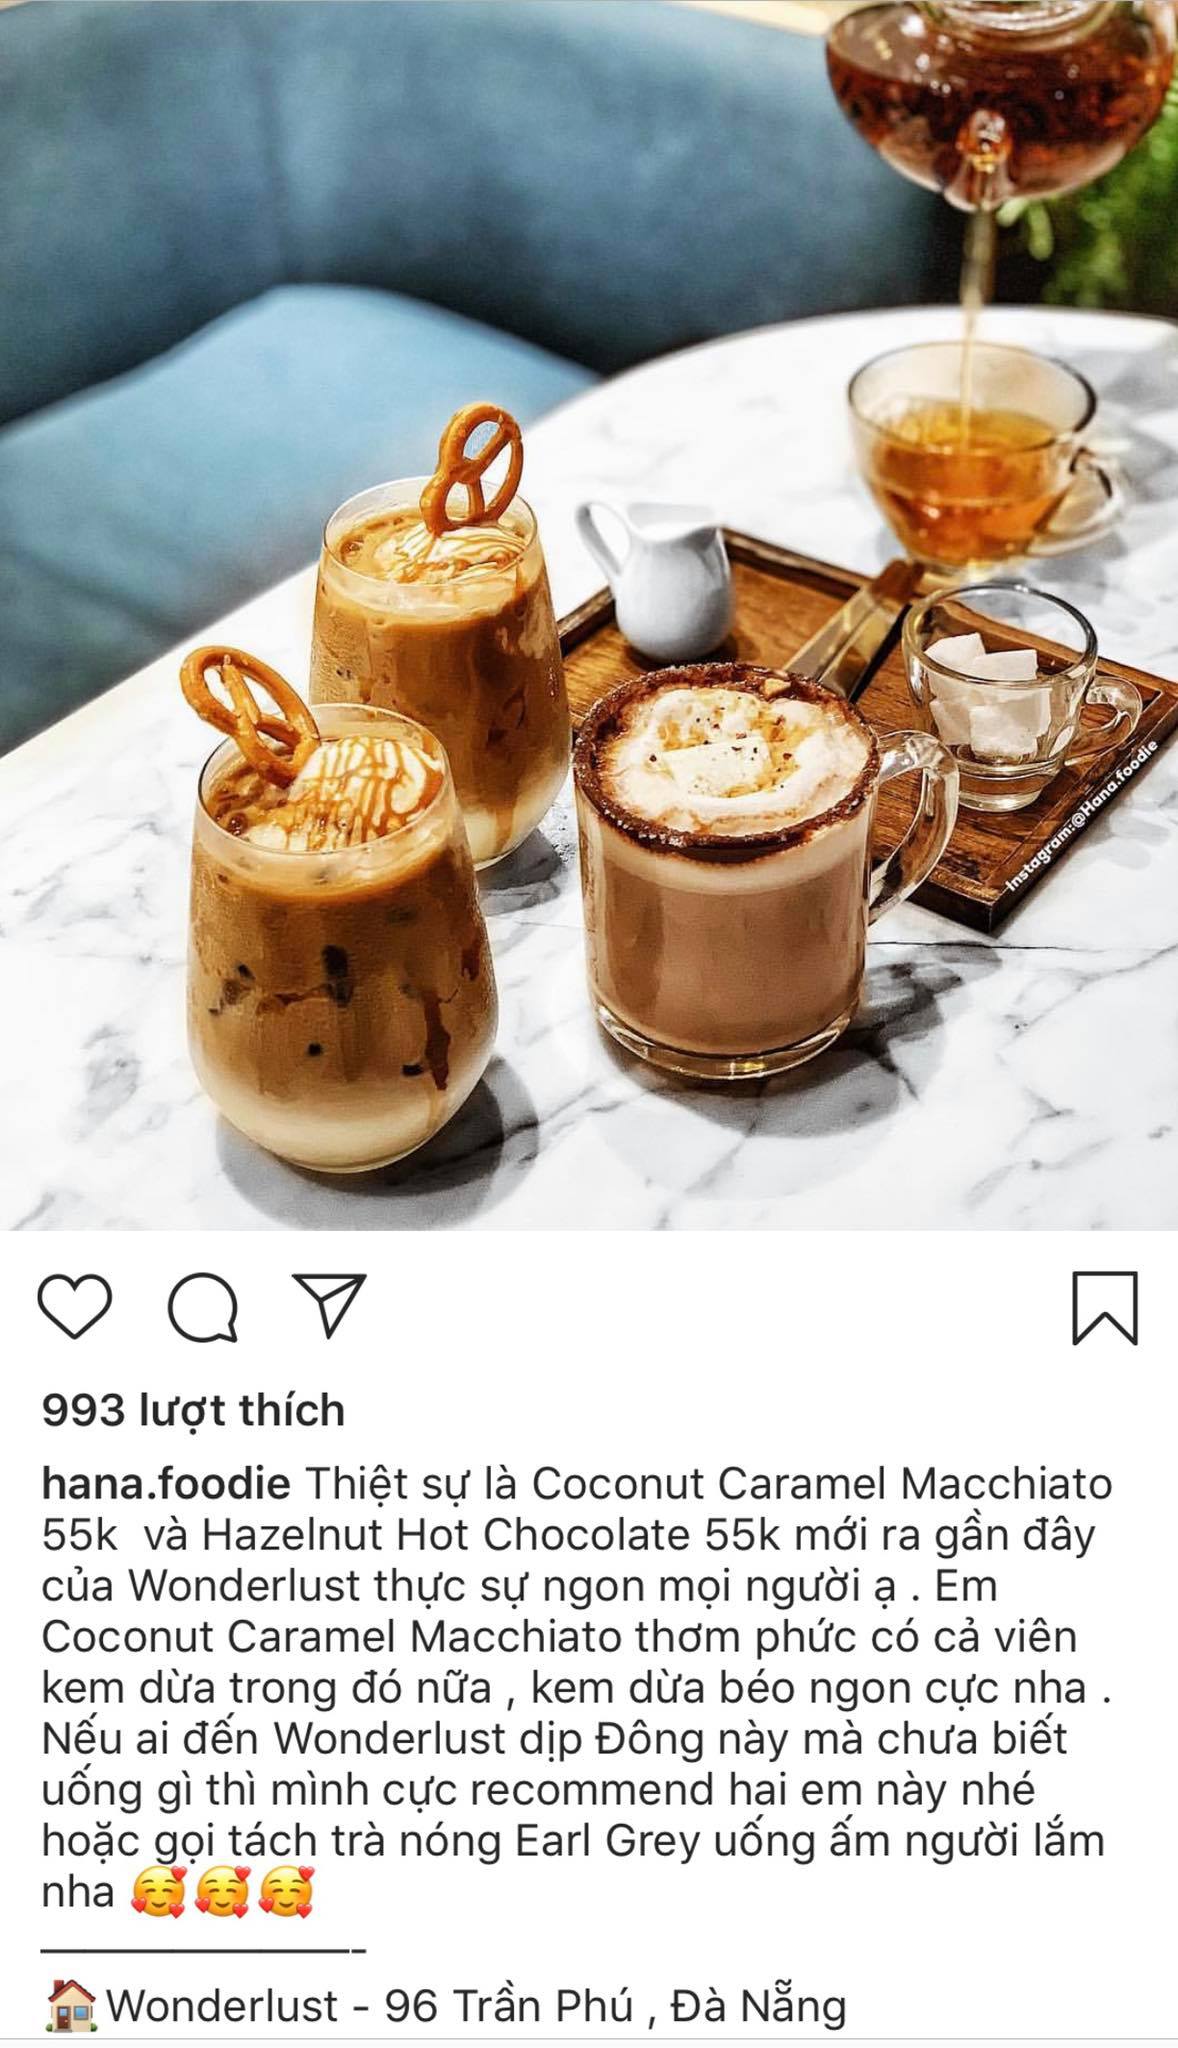 Instagram:@Hana.foodie
993 lượt thích
hana.foodie Thiệt sự là Coconut Caramel Macchiato
55k  và Hazelnut Hot Chocolate 55k mới ra gần đây
của Wonderlust thực sự ngon mọi người ạ . Em
Coconut Caramel Macchiato thơm phức có cả viên
kem dừa trong đó nữa , kem dừa béo ngon cực nha .
Nếu ai đến Wonderlust dịp Đông này mà chưa biết
uống gì thì mình cực recommend hai em này nhé
hoặc gọi tách trà nóng Earl Grey uống ấm người lắm
nha 🥰🥰🥰
———————-
🏠Wonderlust - 96 Trần Phú , Đà Nẵng